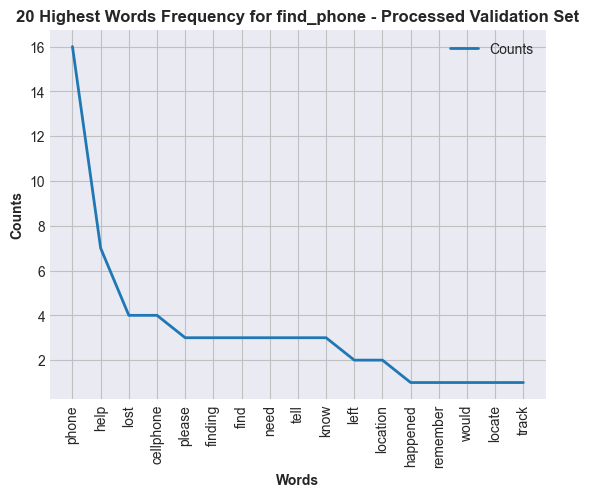 20 Highest Words Frequency for find_phone - Processed Validation Set
Counts
16
14
12
10
8
6
4
2
Counts
phone
help
lost
cellphone
please
finding
find
need
tell
know
left
location
happened
remember
would
locate
track
Words